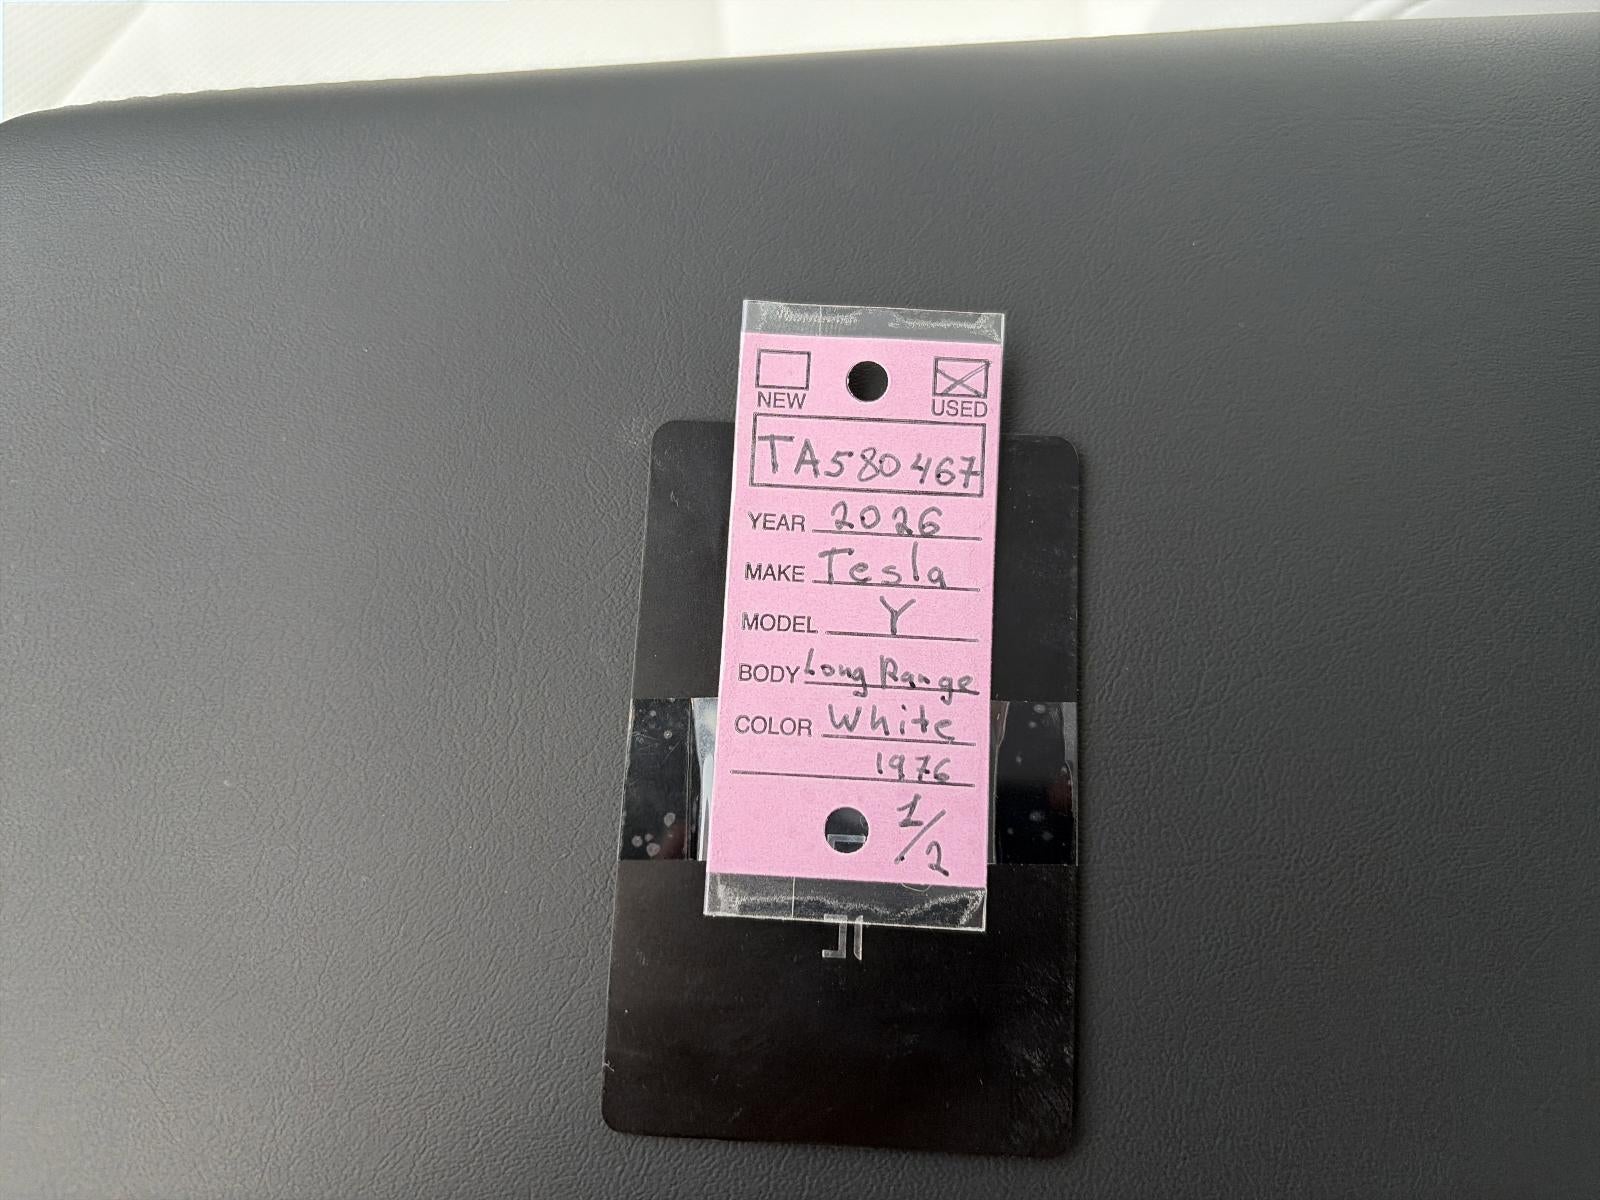 NEW USED
TA580467
YEAR 2026
MAKE Tesla
MODEL Y
BODY Long Range
COLOR White
1976
1/2